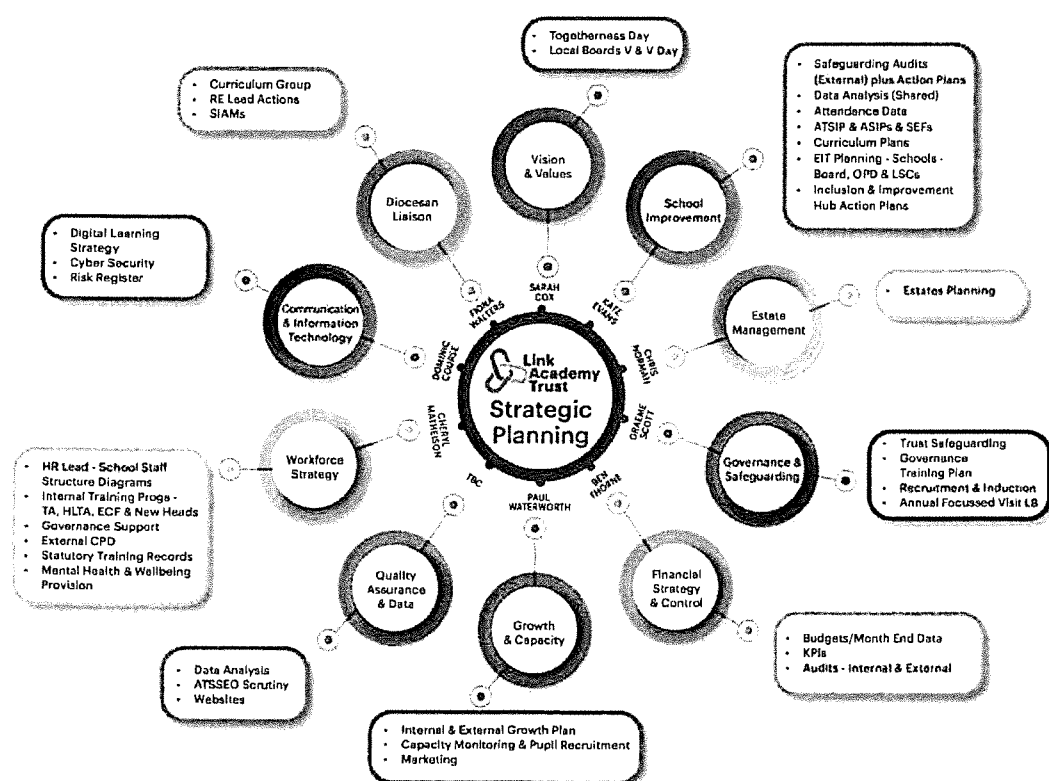 Togetherness Day
Local Boards V & V Day
Curriculum Group
RE Lead Actions
SIAMs
Safeguarding Audits
(External) plus Action Plans
Data Analysis (Shared)
Attendance Data
ATSIP & ASIPs & SEFs
Curriculum Plans
EIT Planning - Schools -
Board, OPD & LSCs
Inclusion & Improvement
Hub Action Plans
Vision
& Values
Diocesan
Liaison
School
Improvement
Digital Learning
Strategy
Cyber Security
Risk Register
Communication
& Information
Technology
Estate
Management
Estates Planning
SARAH
COX
FIONA
WALTERS
KATE
EVANS
DOMINIC
COURSE
CHRIS
NORMAN
Link
Academy
Trust
Strategic
Planning
CHERYL
MATHEISON
GRAEME
SCOTT
TBC
PAUL
WATERWORTH
BEN
THORNE
Workforce
Strategy
HR Lead - School Staff
Structure Diagrams
Internal Training Progs -
TA, HLTA, ECF & New Heads
Governance Support
External CPD
Statutory Training Records
Mental Health & Wellbeing
Provision
Governance &
Safeguarding
Trust Safeguarding
Governance
Training Plan
Recruitment & Induction
Annual Focussed Visit LB
Quality
Assurance
& Data
Growth
& Capacity
Financial
Strategy
& Control
Data Analysis
ATSSEO Scrutiny
Websites
Budgets/Month End Data
KPIs
Audits - Internal & External
Internal & External Growth Plan
Capacity Monitoring & Pupil Recruitment
Marketing